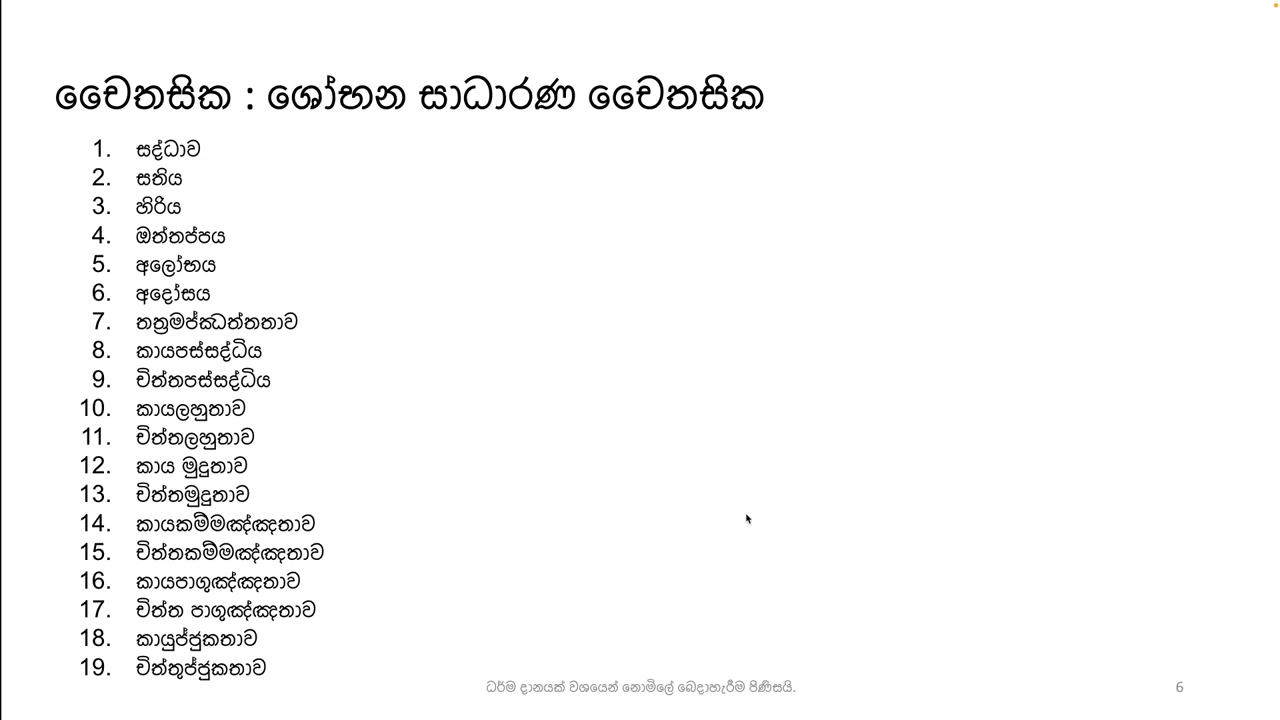 චෛතසික : ශෝභන සාධාරණ චෛතසික
1. සද්ධාව
2. සතිය
3. හිරිය
4. ඔත්තප්පය
5. අලෝභය
6. අදෝසය
7. තත්‍රමජ්ඣත්තතාව
8. කායපස්සද්ධිය
9. චිත්තපස්සද්ධිය
10. කායලහුතාව
11. චිත්තලහුතාව
12. කාය මුදුතාව
13. චිත්තමුදුතාව
14. කායකම්මඤ්ඤතාව
15. චිත්තකම්මඤ්ඤතාව
16. කායපාගුඤ්ඤතාව
17. චිත්ත පාගුඤ්ඤතාව
18. කායුජ්ජුකතාව
19. චිත්තුජ්ජුකතාව
ධර්ම දානයක් වශයෙන් නොමිලේ බෙදාහැරීම පිණිසයි. 6